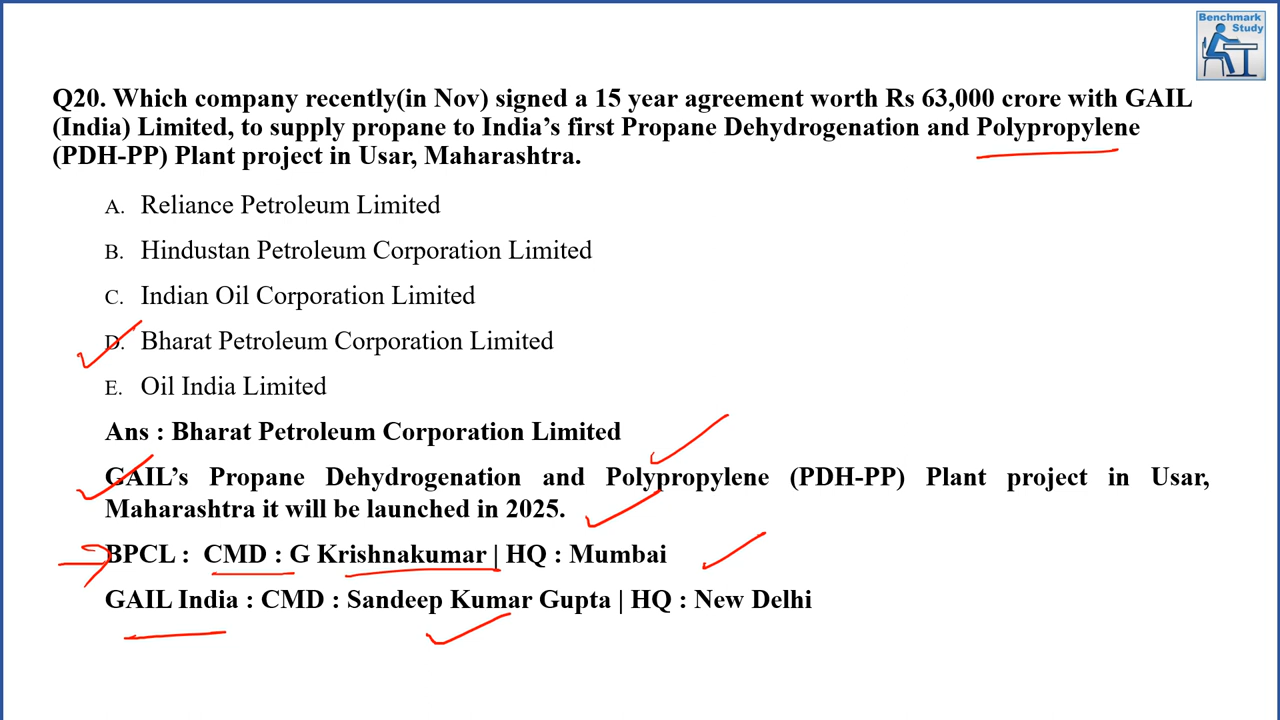 Benchmark
Study
Q20. Which company recently(in Nov) signed a 15 year agreement worth Rs 63,000 crore with GAIL
(India) Limited, to supply propane to India’s first Propane Dehydrogenation and Polypropylene
(PDH-PP) Plant project in Usar, Maharashtra.
A. Reliance Petroleum Limited
B. Hindustan Petroleum Corporation Limited
C. Indian Oil Corporation Limited
D. Bharat Petroleum Corporation Limited
E. Oil India Limited
Ans : Bharat Petroleum Corporation Limited
GAIL’s Propane Dehydrogenation and Polypropylene (PDH-PP) Plant project in Usar,
Maharashtra it will be launched in 2025.
BPCL : CMD : G Krishnakumar | HQ : Mumbai
GAIL India : CMD : Sandeep Kumar Gupta | HQ : New Delhi